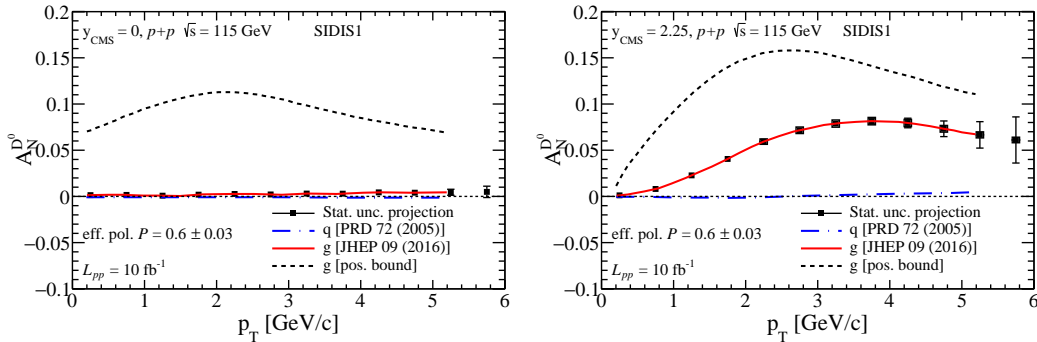 y_CMS = 0, p+p √s = 115 GeV SIDIS1
0.2
0.15
0.1
0.05
0
−0.05
−0.1
A_N^{D^0}
Stat. unc. projection
q [PRD 72 (2005)]
g [JHEP 09 (2016)]
g [pos. bound]
eff. pol. P = 0.6 ± 0.03
L_pp = 10 fb^-1
0 1 2 3 4 5 6
p_T [GeV/c]
y_CMS = 2.25, p+p √s = 115 GeV SIDIS1
0.2
0.15
0.1
0.05
0
−0.05
−0.1
A_N^{D^0}
Stat. unc. projection
q [PRD 72 (2005)]
g [JHEP 09 (2016)]
g [pos. bound]
eff. pol. P = 0.6 ± 0.03
L_pp = 10 fb^-1
0 1 2 3 4 5 6
p_T [GeV/c]